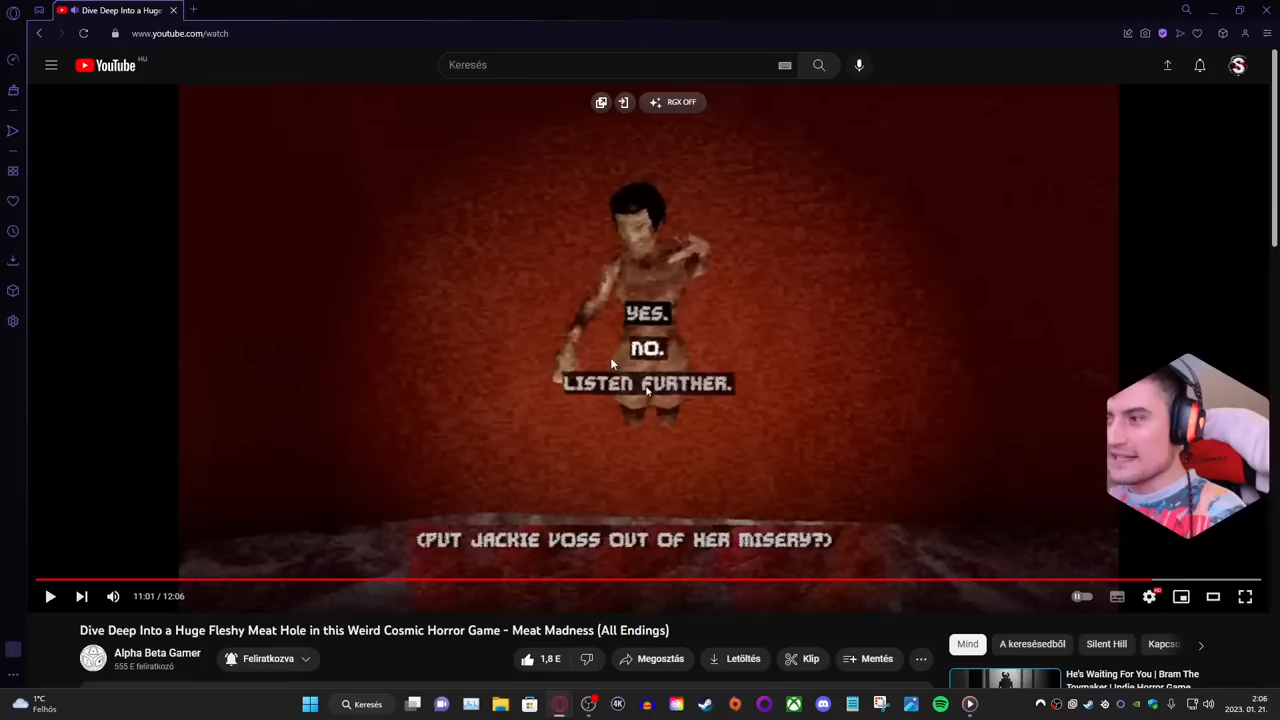 Dive Deep Into a Huge
www.youtube.com/watch
YouTube HU
Keresés
RGX OFF
YES.
NO.
LISTEN FURTHER.
(PUT JACKIE VOSS OUT OF HER MISERY?)
11:01 / 12:06
HD
Dive Deep Into a Huge Fleshy Meat Hole in this Weird Cosmic Horror Game - Meat Madness (All Endings)
Alpha Beta Gamer
555 E feliratkozó
Feliratkozva
1,8 E
Megosztás
Letöltés
Klip
Mentés
Mind
A keresésedből
Silent Hill
Kapcso
He's Waiting For You | Bram The
Toymaker | Indie Horror Game
1°C
Felhős
Keresés
4K
2:06
2023. 01. 21.